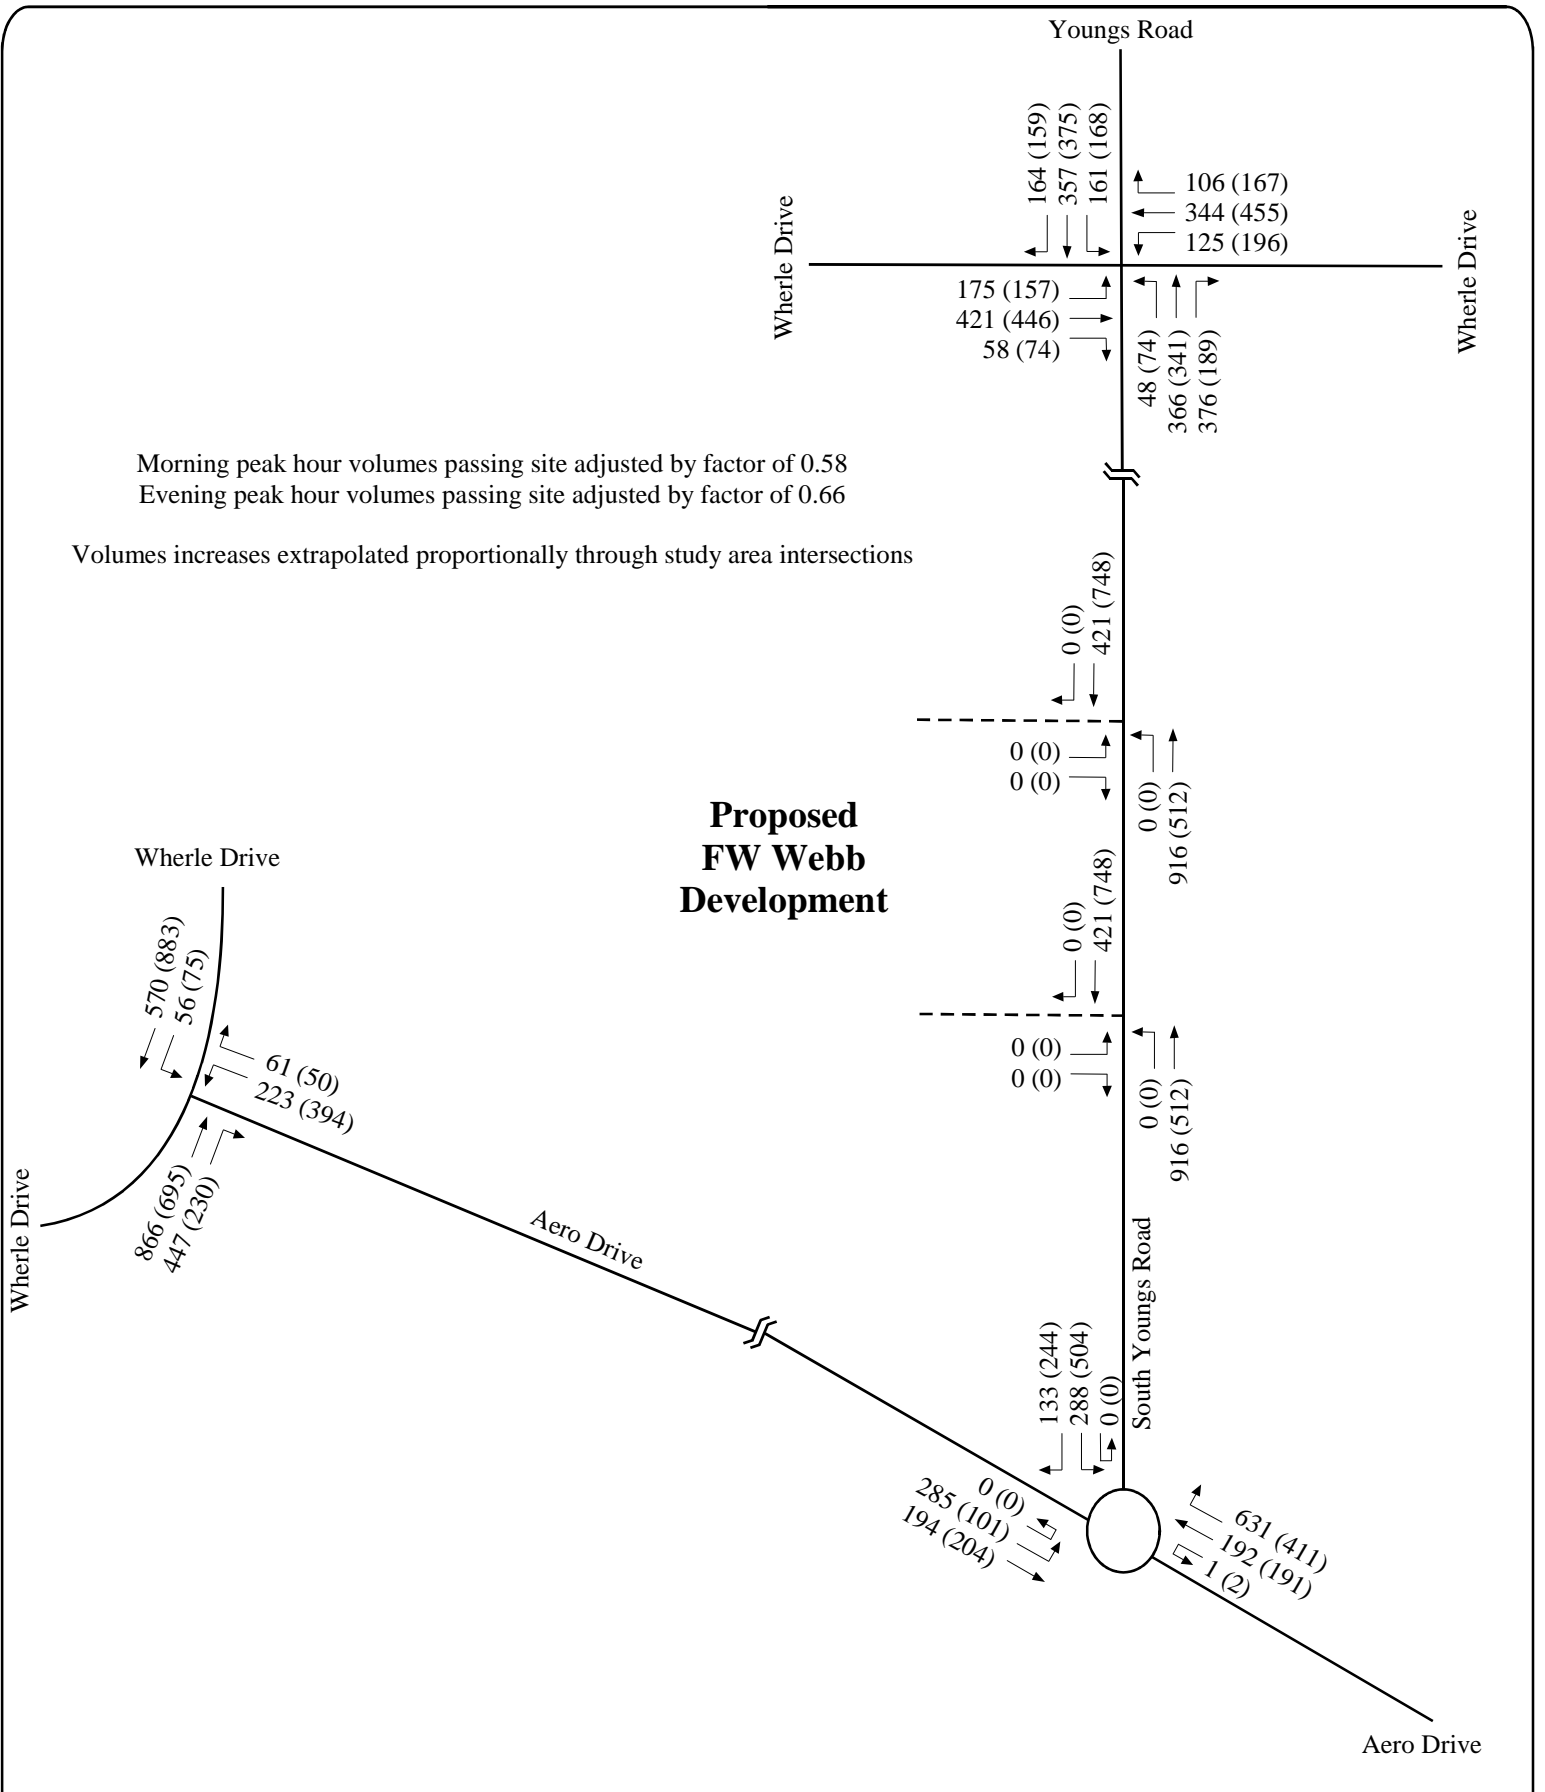 Youngs Road
164 (159)
357 (375)
161 (168)
106 (167)
344 (455)
125 (196)
Wherle Drive
Wherle Drive
175 (157)
421 (446)
58 (74)
48 (74)
366 (341)
376 (189)
Morning peak hour volumes passing site adjusted by factor of 0.58
Evening peak hour volumes passing site adjusted by factor of 0.66
Volumes increases extrapolated proportionally through study area intersections
0 (0)
421 (748)
0 (0)
0 (0)
0 (0)
916 (512)
Proposed
FW Webb
Development
0 (0)
421 (748)
0 (0)
0 (0)
0 (0)
916 (512)
Wherle Drive
570 (883)
56 (75)
61 (50)
223 (394)
866 (695)
447 (230)
Wherle Drive
Aero Drive
South Youngs Road
133 (244)
288 (504)
0 (0)
0 (0)
285 (101)
194 (204)
631 (411)
192 (191)
1 (2)
Aero Drive